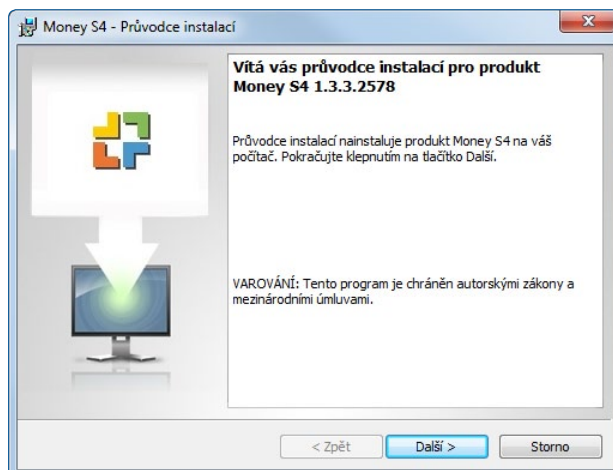 Money S4 - Průvodce instalací
Vítá vás průvodce instalací pro produkt
Money S4 1.3.3.2578
Průvodce instalací nainstaluje produkt Money S4 na váš
počítač. Pokračujte klepnutím na tlačítko Další.
VAROVÁNÍ: Tento program je chráněn autorskými zákony a
mezinárodními úmluvami.
< Zpět
Další >
Storno